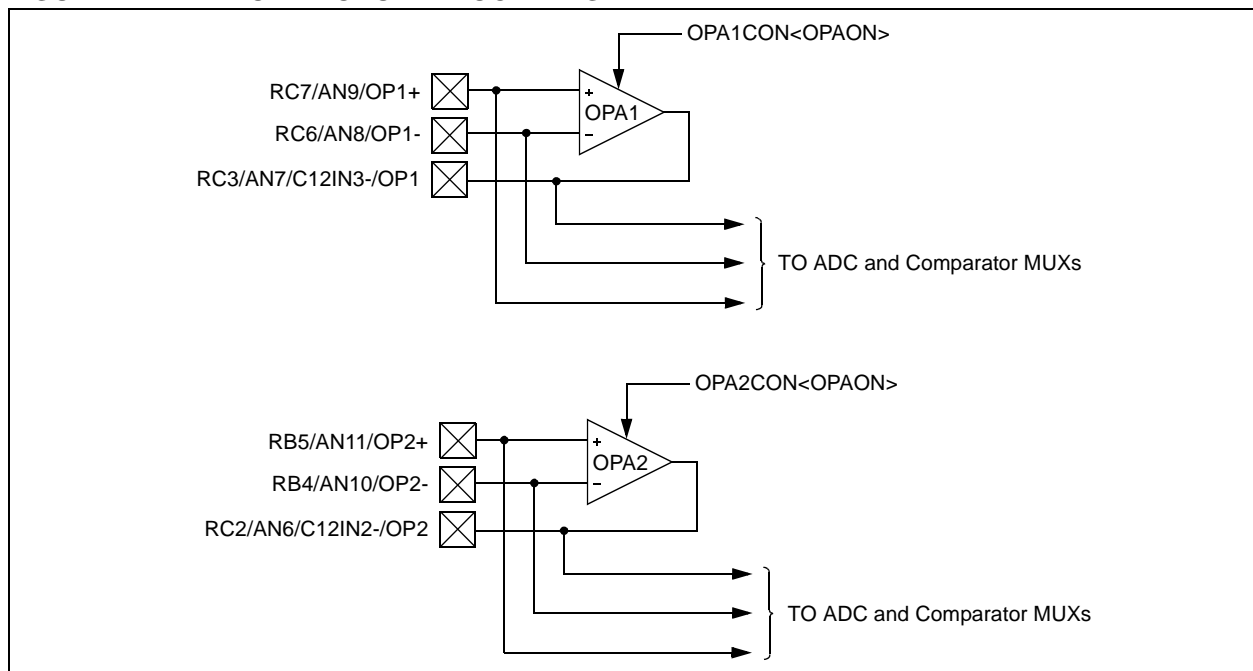 OPA1CON<OPAON>
RC7/AN9/OP1+
+
OPA1
RC6/AN8/OP1-
–
RC3/AN7/C12IN3-/OP1
TO ADC and Comparator MUXs
OPA2CON<OPAON>
RB5/AN11/OP2+
+
OPA2
RB4/AN10/OP2-
–
RC2/AN6/C12IN2-/OP2
TO ADC and Comparator MUXs